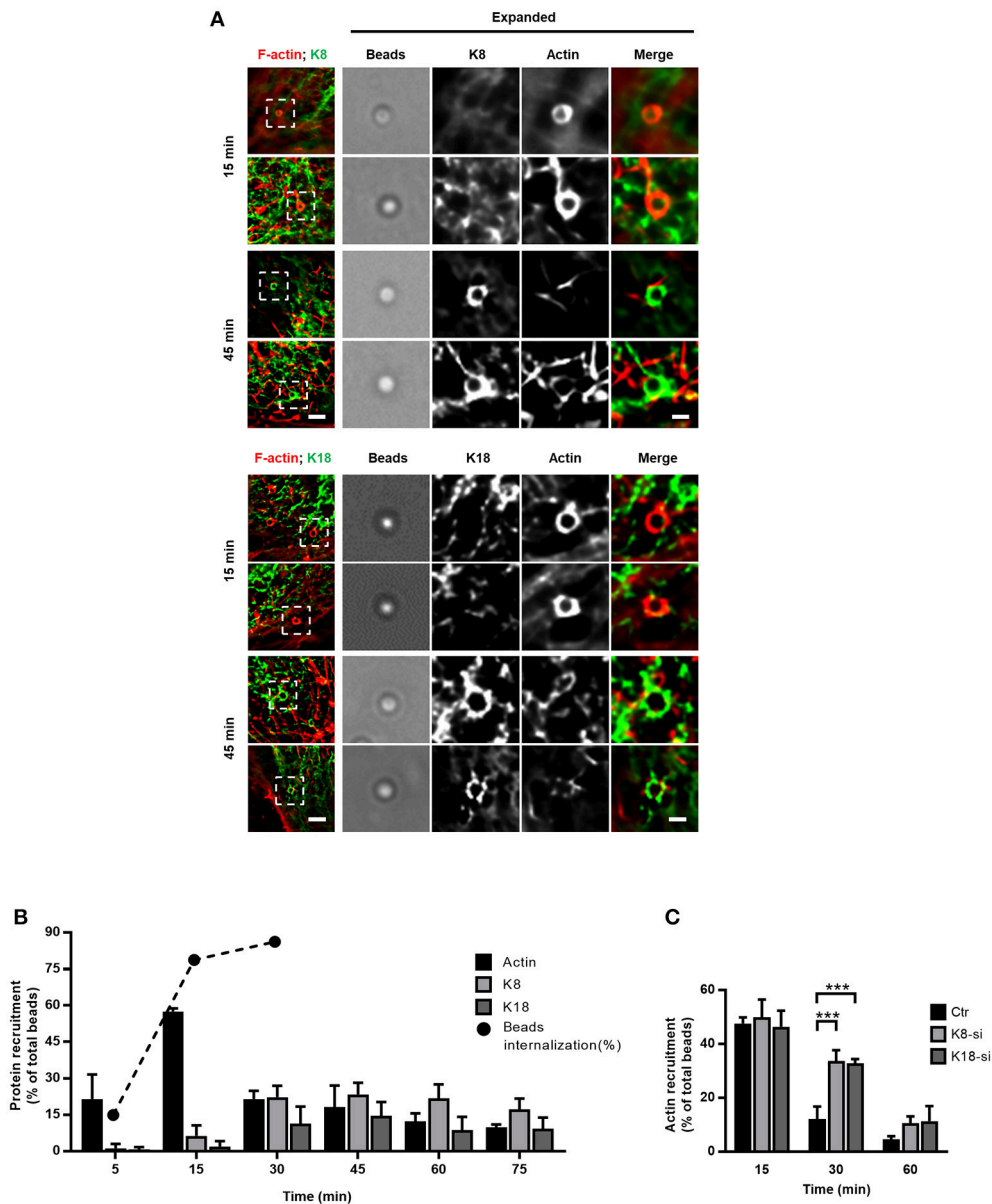 A
Expanded
F-actin; K8
Beads
K8
Actin
Merge
15 min
45 min
F-actin; K18
Beads
K18
Actin
Merge
15 min
45 min
B
Protein recruitment
(% of total beads)
90
75
60
45
30
15
0
5
15
30
45
60
75
Time (min)
Actin
K8
K18
Beads
internalization(%)
C
Actin recruitment
(% of total beads)
60
40
20
0
***
***
15
30
60
Time (min)
Ctr
K8-si
K18-si